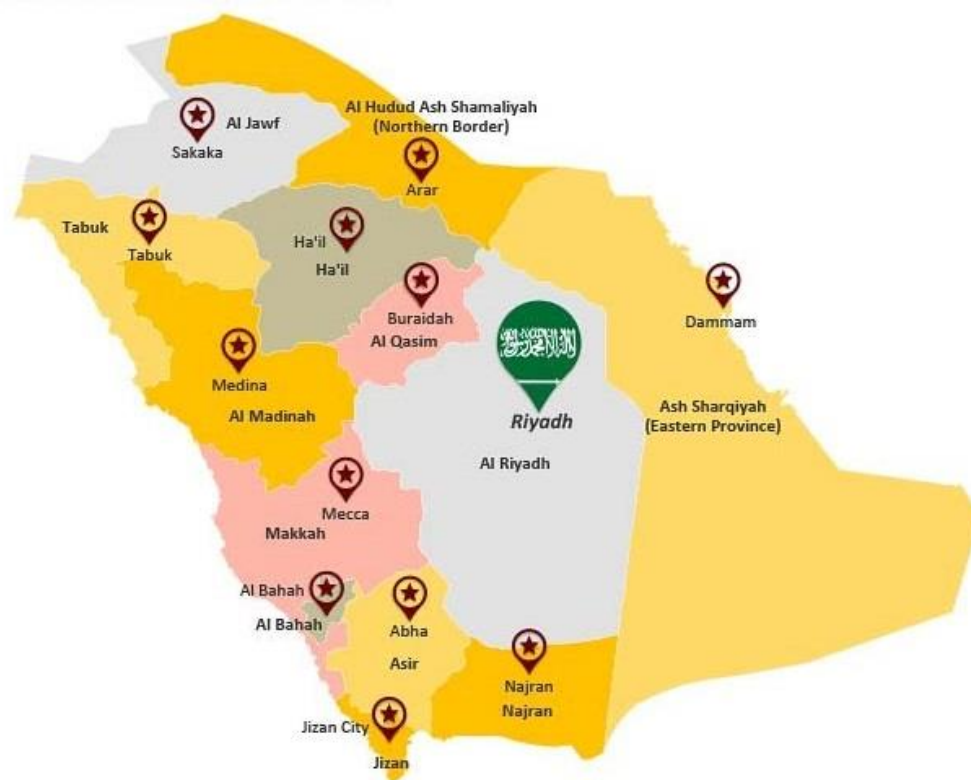 Al Hudud Ash Shamaliyah
(Northern Border)
Al Jawf
Sakaka
Arar
Tabuk
Tabuk
Ha'il
Ha'il
Buraidah
Al Qasim
Dammam
Medina
Al Madinah
Riyadh
Ash Sharqiyah
(Eastern Province)
Al Riyadh
Mecca
Makkah
Al Bahah
Al Bahah
Abha
Asir
Najran
Najran
Jizan City
Jizan